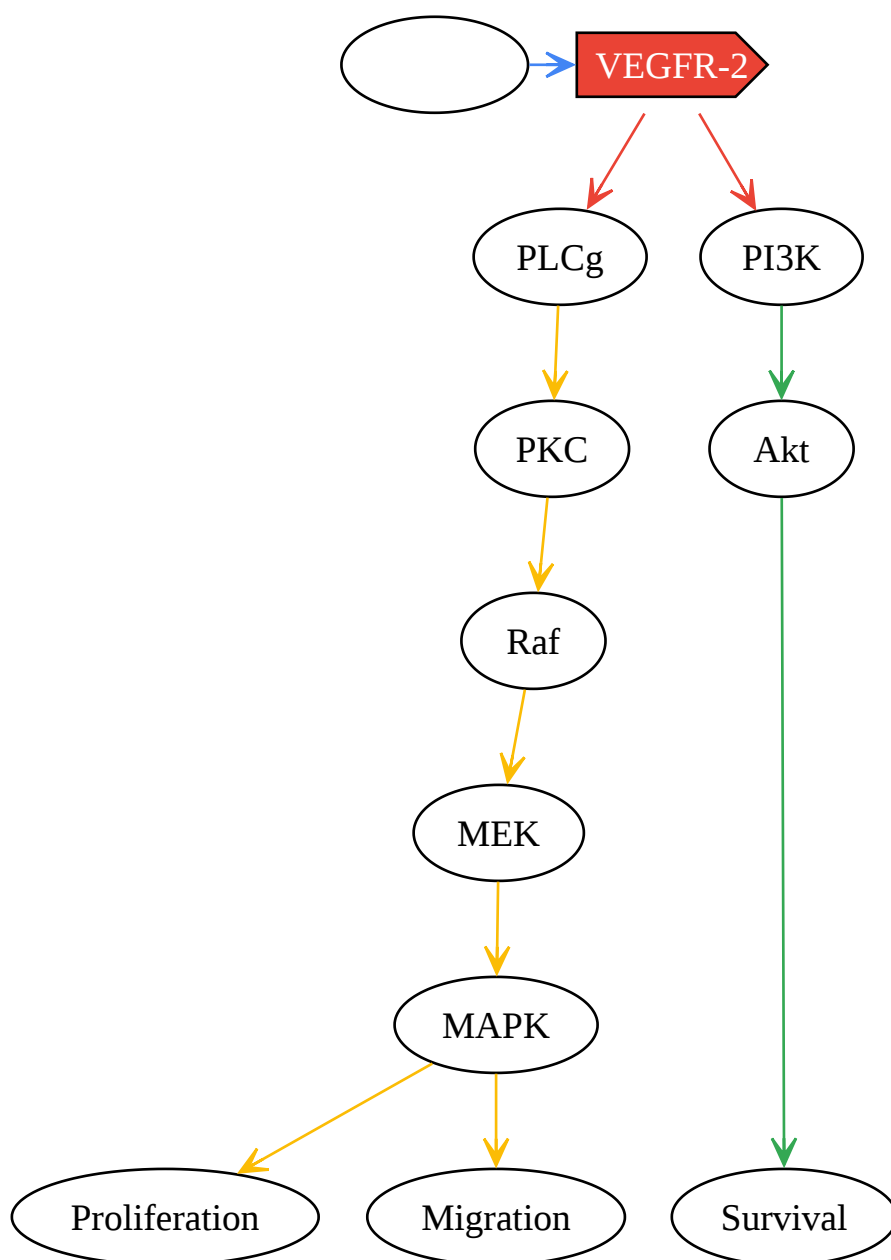 VEGFR-2
PLCg
PI3K
PKC
Akt
Raf
MEK
MAPK
Proliferation
Migration
Survival